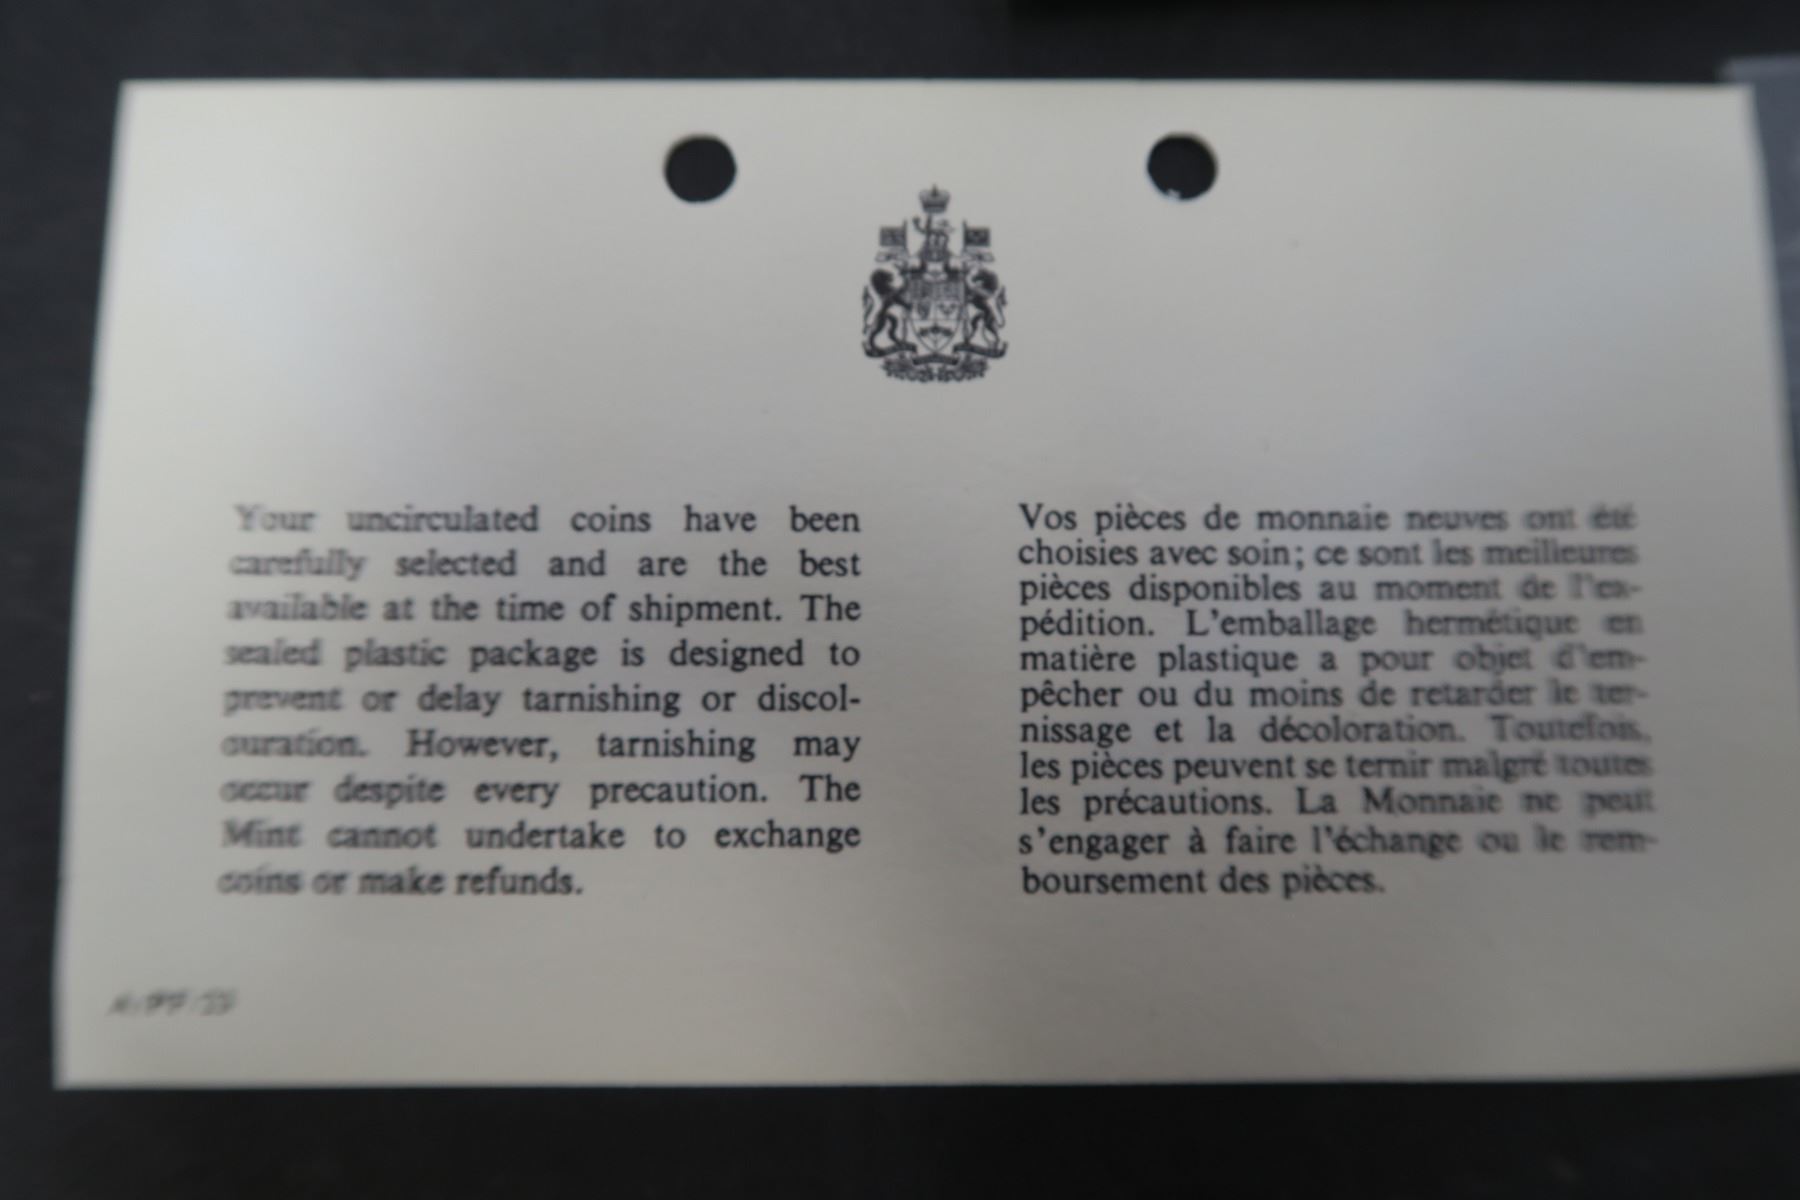 Your uncirculated coins have been
carefully selected and are the best
available at the time of shipment. The
sealed plastic package is designed to
prevent or delay tarnishing or discol-
ouration. However, tarnishing may
occur despite every precaution. The
Mint cannot undertake to exchange
coins or make refunds.
Vos pièces de monnaie neuves ont été
choisies avec soin; ce sont les meilleures
pièces disponibles au moment de l'ex-
pédition. L'emballage hermétique en
matière plastique a pour objet d'em-
pêcher ou du moins de retarder le ter-
nissage et la décoloration. Toutefois,
les pièces peuvent se ternir malgré toutes
les précautions. La Monnaie ne peut
s'engager à faire l'échange ou le rem-
boursement des pièces.